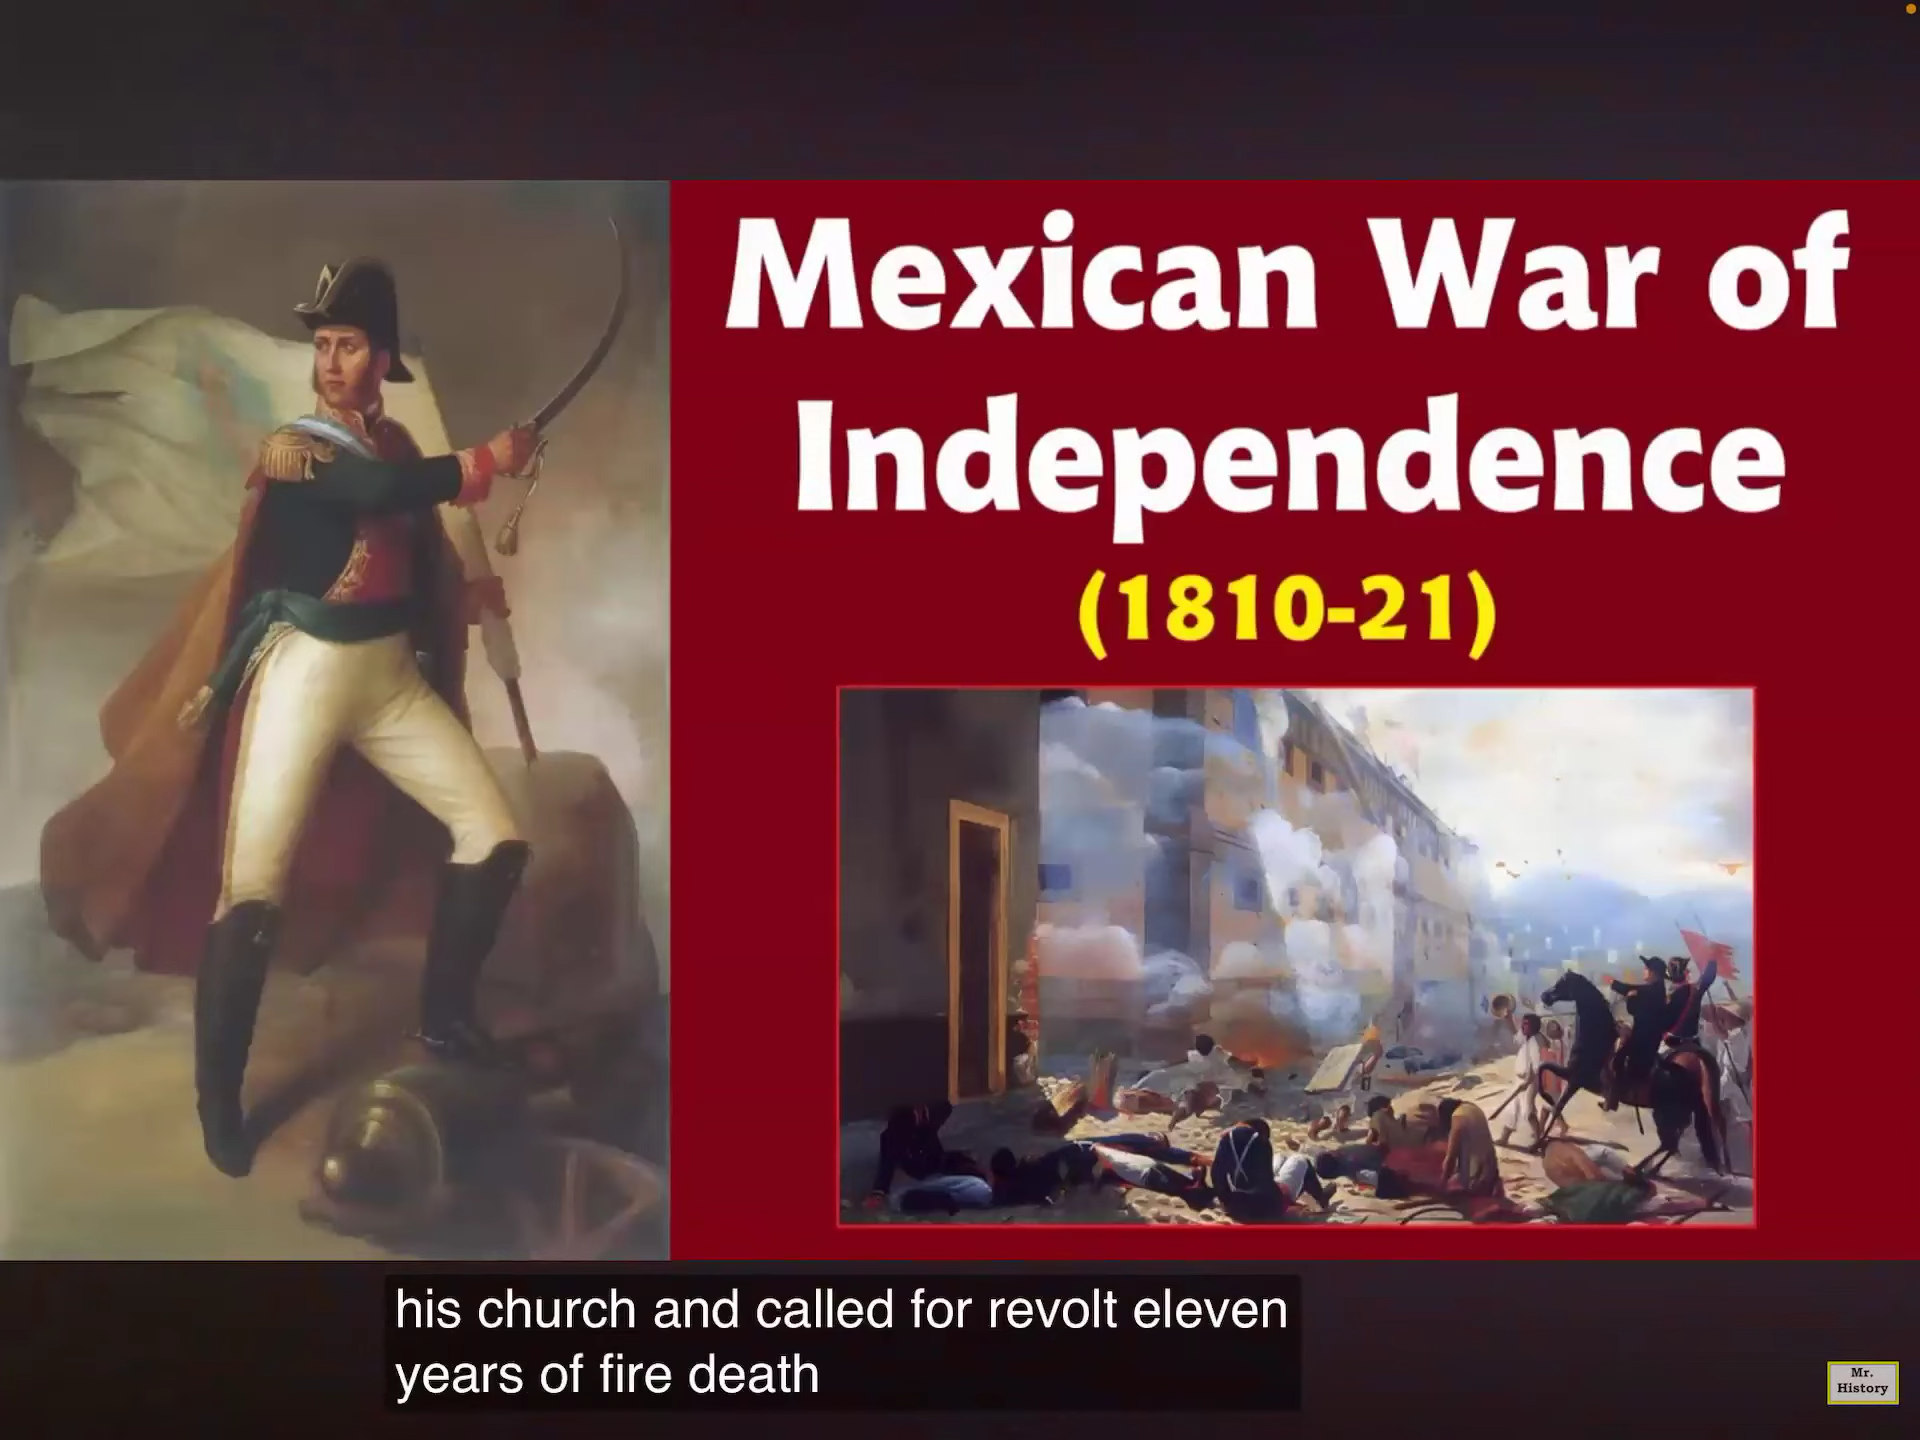 Mexican War of
Independence
(1810-21)
his church and called for revolt eleven
years of fire death
Mr.
History